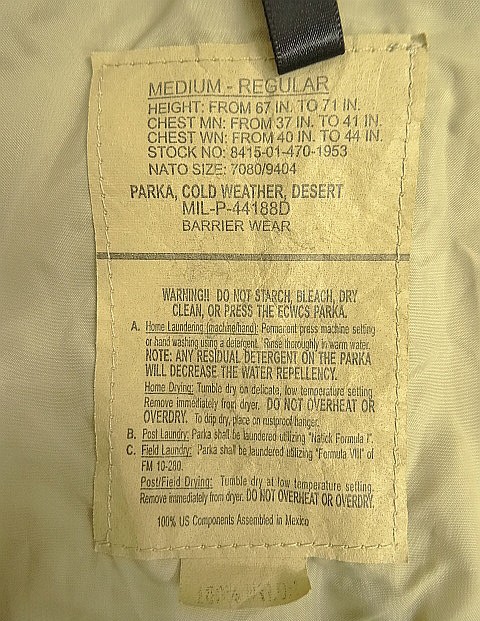 MEDIUM - REGULAR
HEIGHT: FROM 67 IN. TO 71 IN.
CHEST MN: FROM 37 IN. TO 41 IN.
CHEST WN: FROM 40 IN. TO 44 IN.
STOCK NO: 8415-01-470-1953
NATO SIZE: 7080/9404
PARKA, COLD WEATHER, DESERT
MIL-P-44188D
BARRIER WEAR
WARNING!! DO NOT STARCH, BLEACH, DRY
CLEAN, OR PRESS THE ECWCS PARKA.
A. Home Laundering (machine/hand): Permanent press machine setting
or hand washing using a detergent. Rinse thoroughly in warm water.
NOTE: ANY RESIDUAL DETERGENT ON THE PARKA
WILL DECREASE THE WATER REPELLENCY.
Home Drying: Tumble dry on delicate, low temperature setting.
Remove immediately from dryer. DO NOT OVERHEAT OR
OVERDRY. To drip dry, place on rustproof hanger.
B. Post Laundry: Parka shall be laundered utilizing "Natick Formula I".
C. Field Laundry: Parka shall be laundered utilizing "Formula VIII" of
FM 10-280.
Post/Field Drying: Tumble dry at low temperature setting.
Remove immediately from dryer. DO NOT OVERHEAT OR OVERDRY.
100% US Components Assembled in Mexico